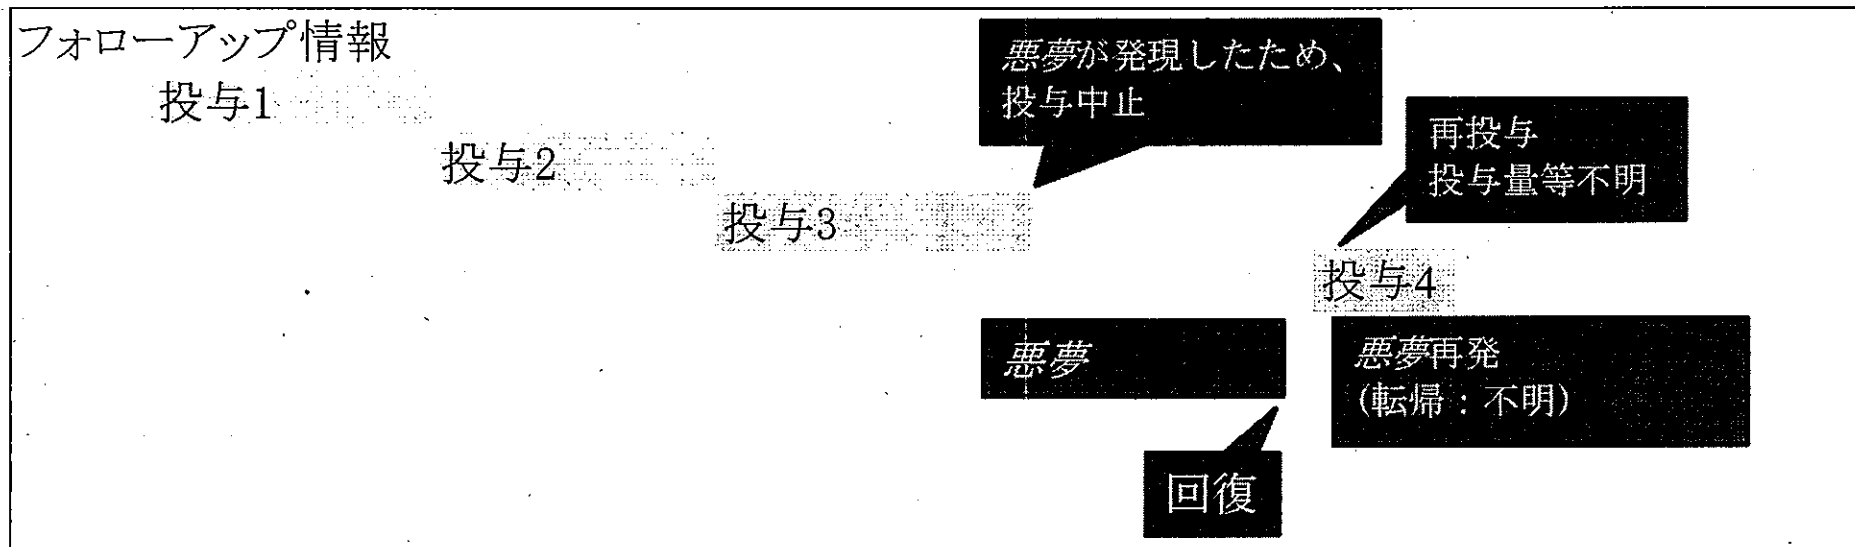 フォローアップ情報
投与1
投与2
投与3
悪夢が発現したため、
投与中止
再投与
投与量等不明
投与4
悪夢
悪夢再発
(転帰：不明)
回復